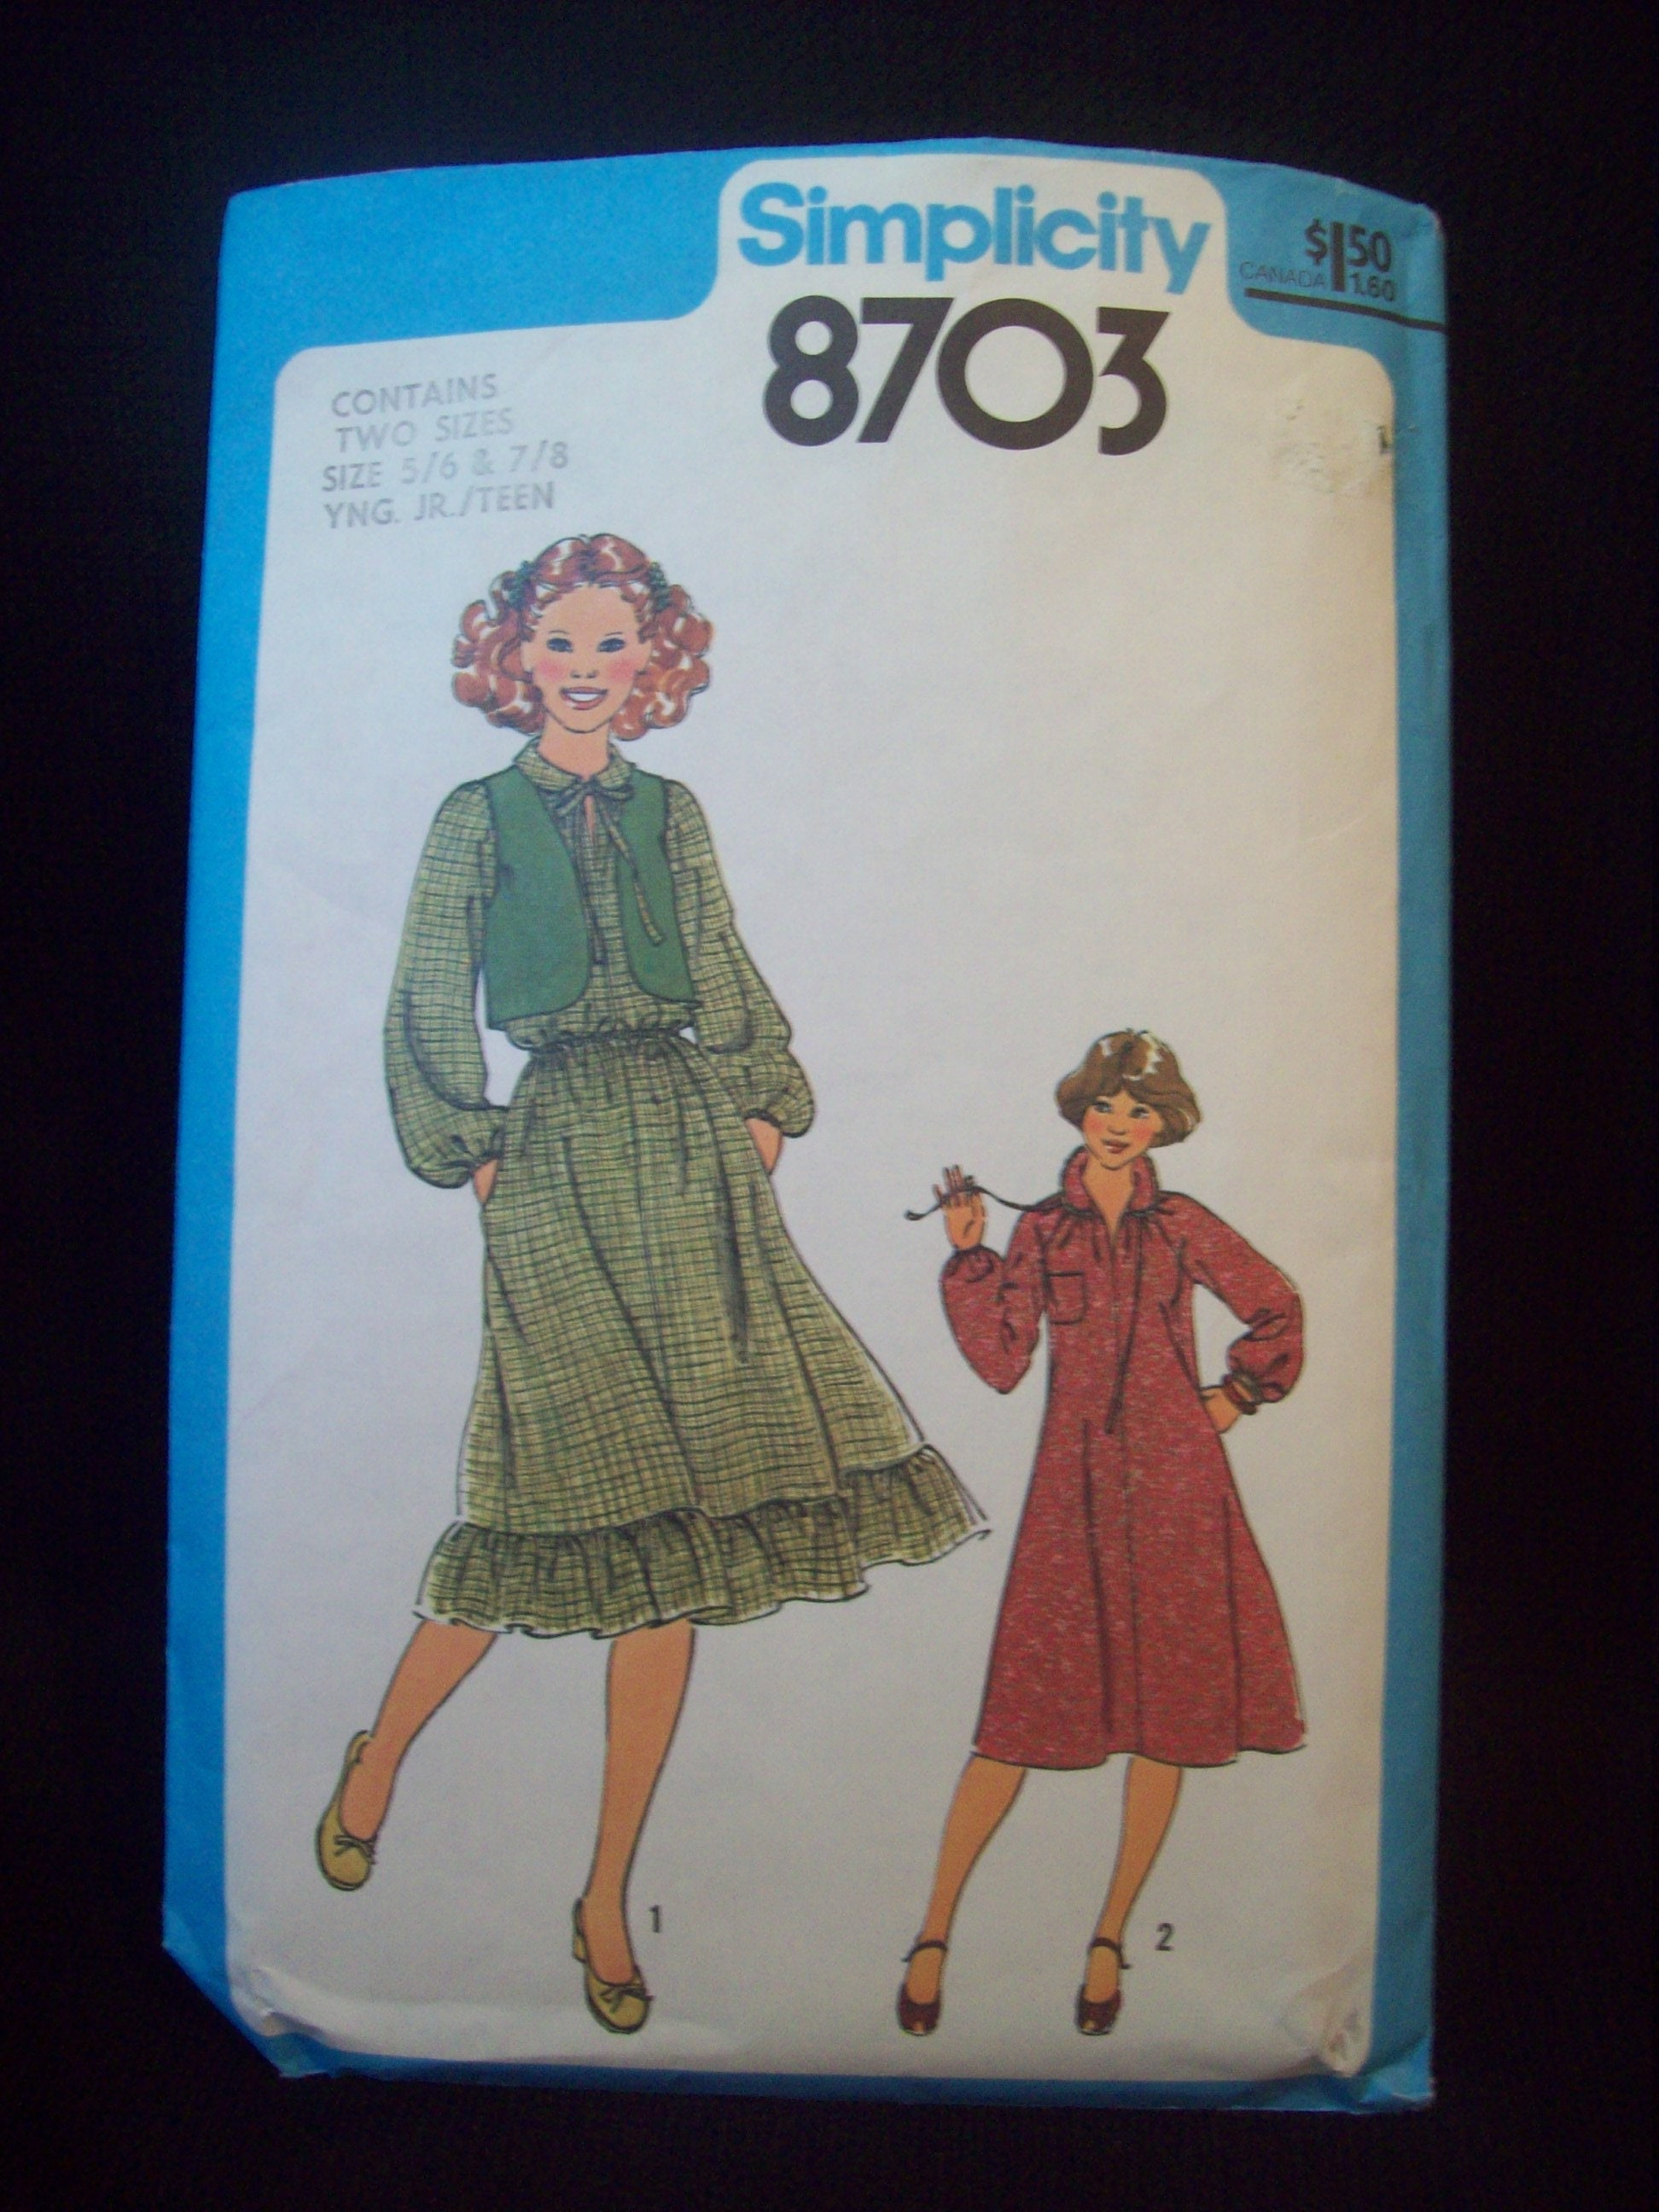 Simplicity
8703
$1.50
CANADA 1.60
CONTAINS
TWO SIZES
SIZE 5/6 & 7/8
YNG. JR./TEEN
1
2